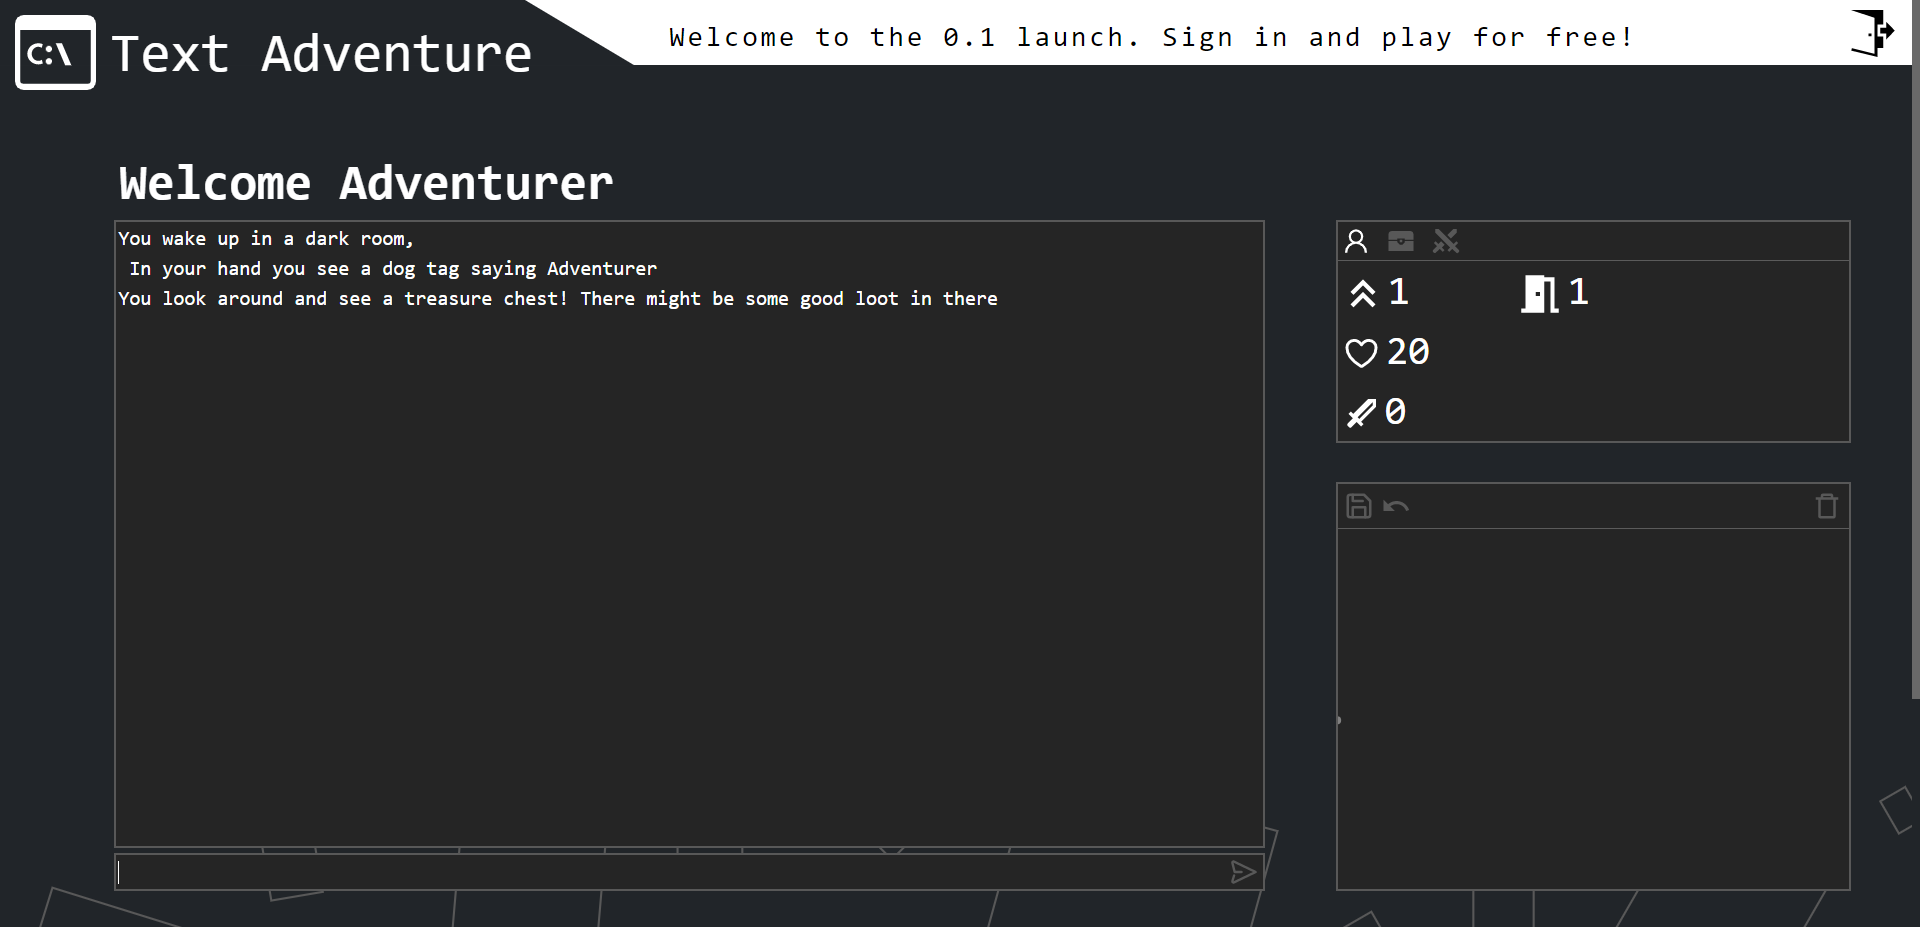 C:\ Text Adventure
Welcome to the 0.1 launch. Sign in and play for free!
Welcome Adventurer
You wake up in a dark room,
In your hand you see a dog tag saying Adventurer
You look around and see a treasure chest! There might be some good loot in there
1 1
20
0